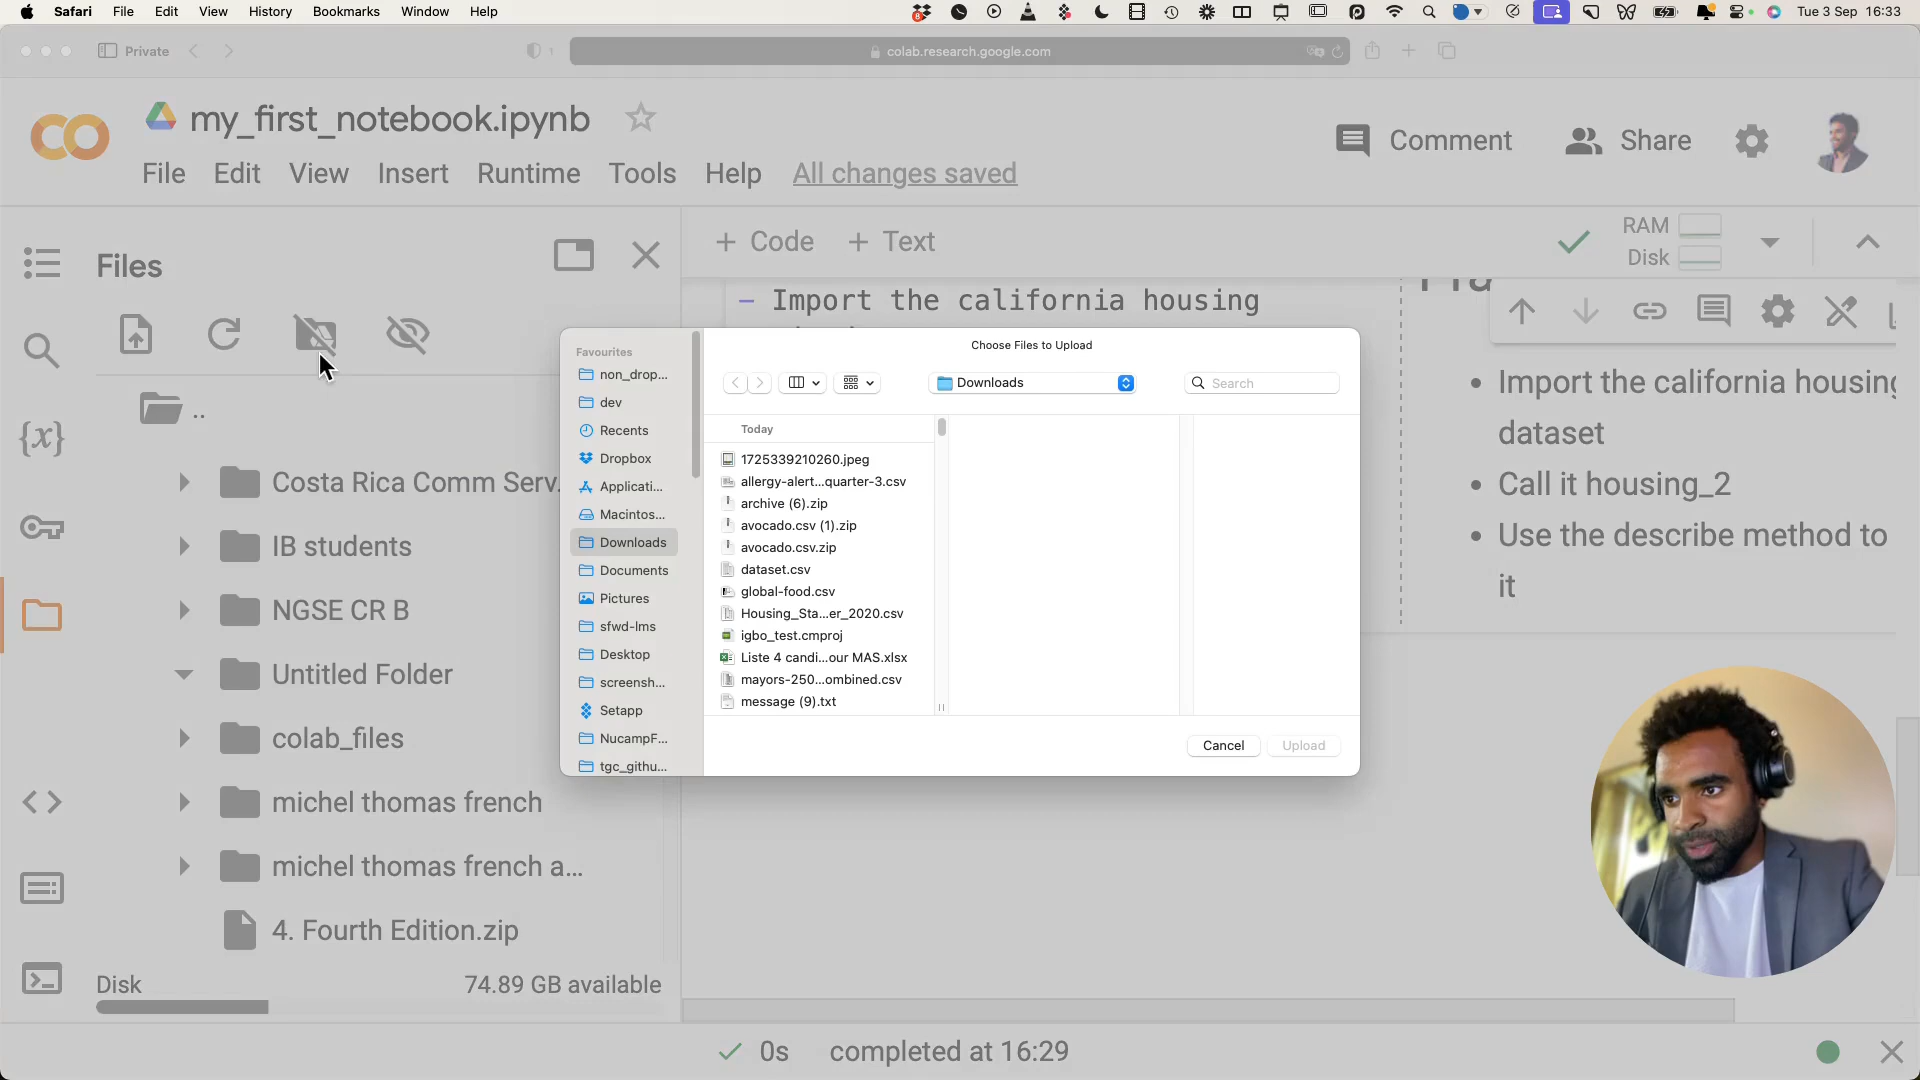 Safari File Edit View History Bookmarks Window Help
8
Tue 3 Sep 16:33
Private
colab.research.google.com
my_first_notebook.ipynb
Comment
Share
File Edit View Insert Runtime Tools Help All changes saved
Files
+ Code + Text
RAM
Disk
- Import the california housing
..
Costa Rica Comm Serv.
IB students
NGSE CR B
Untitled Folder
colab_files
michel thomas french
michel thomas french a...
4. Fourth Edition.zip
Disk
74.89 GB available
{x}
Favourites
non_drop...
dev
Recents
Dropbox
Applicati...
Macintos...
Downloads
Documents
Pictures
sfwd-lms
Desktop
screensh...
Setapp
NucampF...
tgc_githu...
Choose Files to Upload
Downloads
Search
Today
1725339210260.jpeg
allergy-alert...quarter-3.csv
archive (6).zip
avocado.csv (1).zip
avocado.csv.zip
dataset.csv
global-food.csv
Housing_Sta...er_2020.csv
igbo_test.cmproj
Liste 4 candi...our MAS.xlsx
mayors-250...ombined.csv
message (9).txt
Cancel
Upload
• Import the california housing
dataset
• Call it housing_2
• Use the describe method to
it
0s completed at 16:29